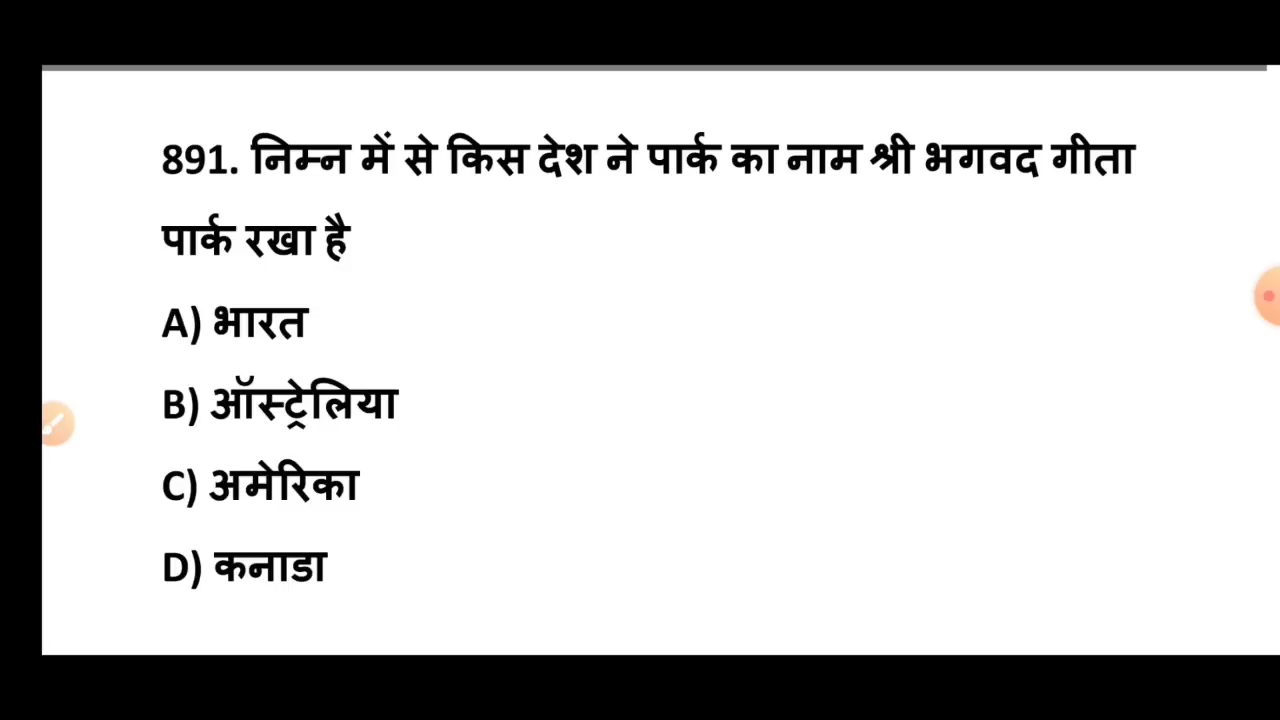 891. निम्न में से किस देश ने पार्क का नाम श्री भगवद गीता
पार्क रखा है
A) भारत
B) ऑस्ट्रेलिया
C) अमेरिका
D) कनाडा